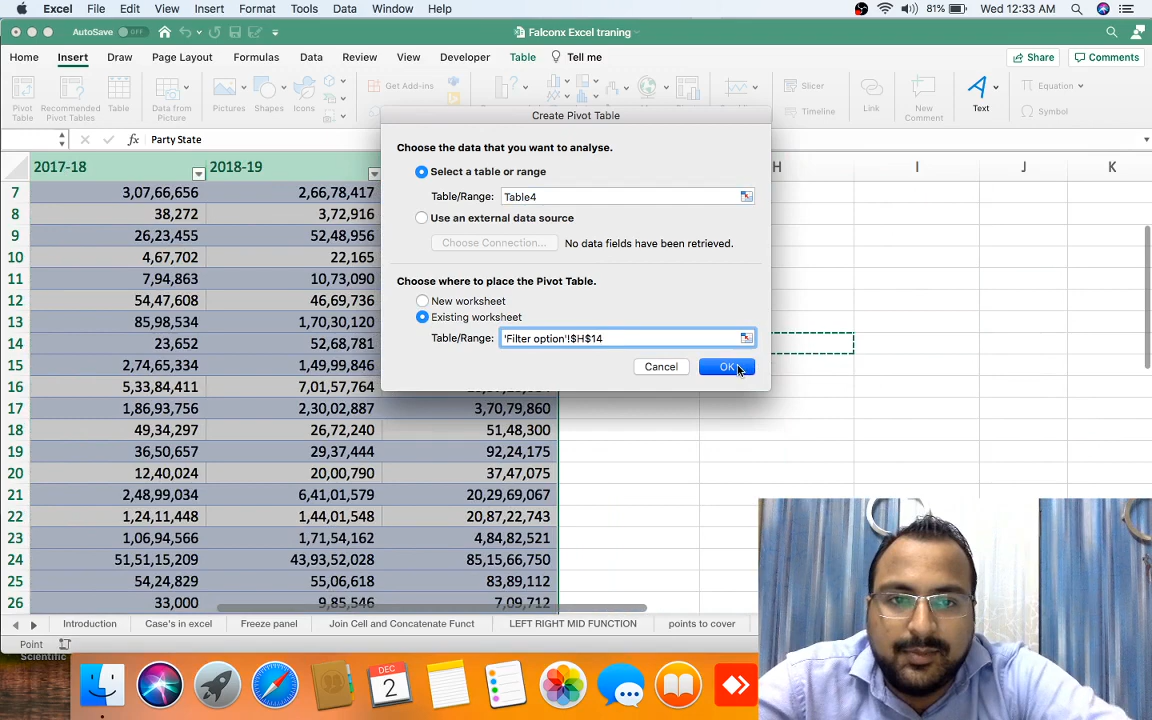 Excel File Edit View Insert Format Tools Data Window Help 81% Wed 12:33 AM
AutoSave OFF Falconx Excel traning
Home Insert Draw Page Layout Formulas Data Review View Developer Table Tell me Share Comments
Pivot Table Recommended Pivot Tables Table Data from Picture Pictures Shapes Icons Get Add-ins Slicer Timeline Link New Comment Text Equation Symbol
fx Party State
Create Pivot Table
Choose the data that you want to analyse.
Select a table or range
Table/Range: Table4
Use an external data source
Choose Connection... No data fields have been retrieved.
Choose where to place the Pivot Table.
New worksheet
Existing worksheet
Table/Range: 'Filter option'!$H$14
Cancel OK
2017-18 2018-19 H I J K
7 3,07,66,656 2,66,78,417
8 38,272 3,72,916
9 26,23,455 52,48,956
10 4,67,702 22,165
11 7,94,863 10,73,090
12 54,47,608 46,69,736
13 85,98,534 1,70,30,120
14 23,652 52,68,781
15 2,74,65,334 1,49,99,846
16 5,33,84,411 7,01,57,764
17 1,86,93,756 2,30,02,887 3,70,79,860
18 49,34,297 26,72,240 51,48,300
19 36,50,657 29,37,444 92,24,175
20 12,40,024 20,00,790 37,47,075
21 2,48,99,034 6,41,01,579 20,29,69,067
22 1,24,11,448 1,44,01,548 20,87,22,743
23 1,06,94,566 1,71,54,162 4,84,82,521
24 51,51,15,209 43,93,52,028 85,15,66,750
25 54,24,829 55,06,618 83,89,112
26 33,000 9,85,546 7,09,712
Introduction Case's in excel Freeze panel Join Cell and Concatenate Funct LEFT RIGHT MID FUNCTION points to cover
Point
Scientific
DEC
2